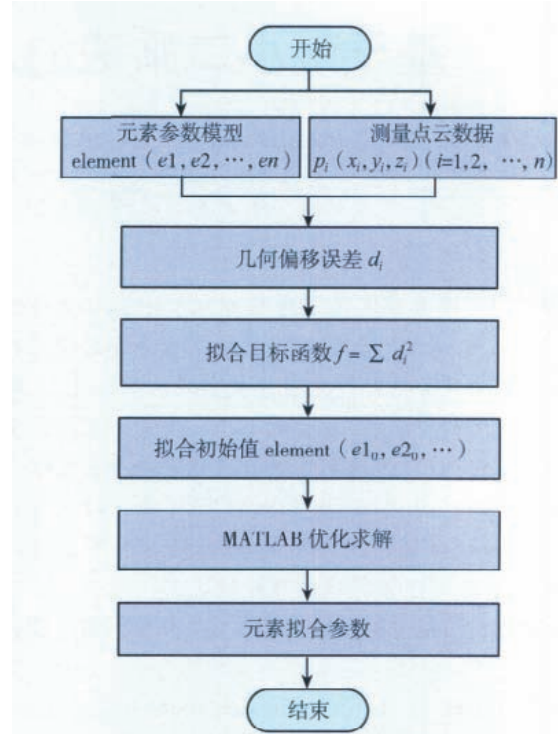 开始
元素参数模型
element（e1, e2, …, en）
测量点云数据
pᵢ（xᵢ, yᵢ, zᵢ）（i=1,2, …, n）
几何偏移误差 dᵢ
拟合目标函数 f = ∑ dᵢ²
拟合初始值 element（e1₀, e2₀, …）
MATLAB 优化求解
元素拟合参数
结束